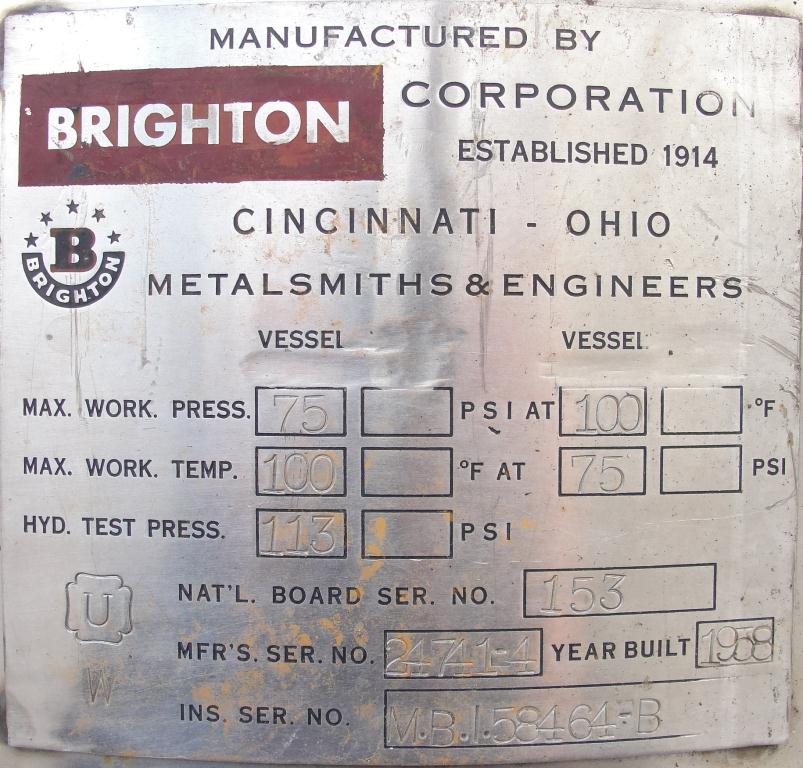 MANUFACTURED BY
BRIGHTON CORPORATION
ESTABLISHED 1914
CINCINNATI - OHIO
B
BRIGHTON
METALSMITHS & ENGINEERS
VESSEL VESSEL
MAX. WORK. PRESS. 75 PSI AT 100 °F
MAX. WORK. TEMP. 100 °F AT 75 PSI
HYD. TEST PRESS. 113 PSI
U
W
NAT'L. BOARD SER. NO. 153
MFR'S. SER. NO. 24741-4 YEAR BUILT 1958
INS. SER. NO. M.B.I.58464-B